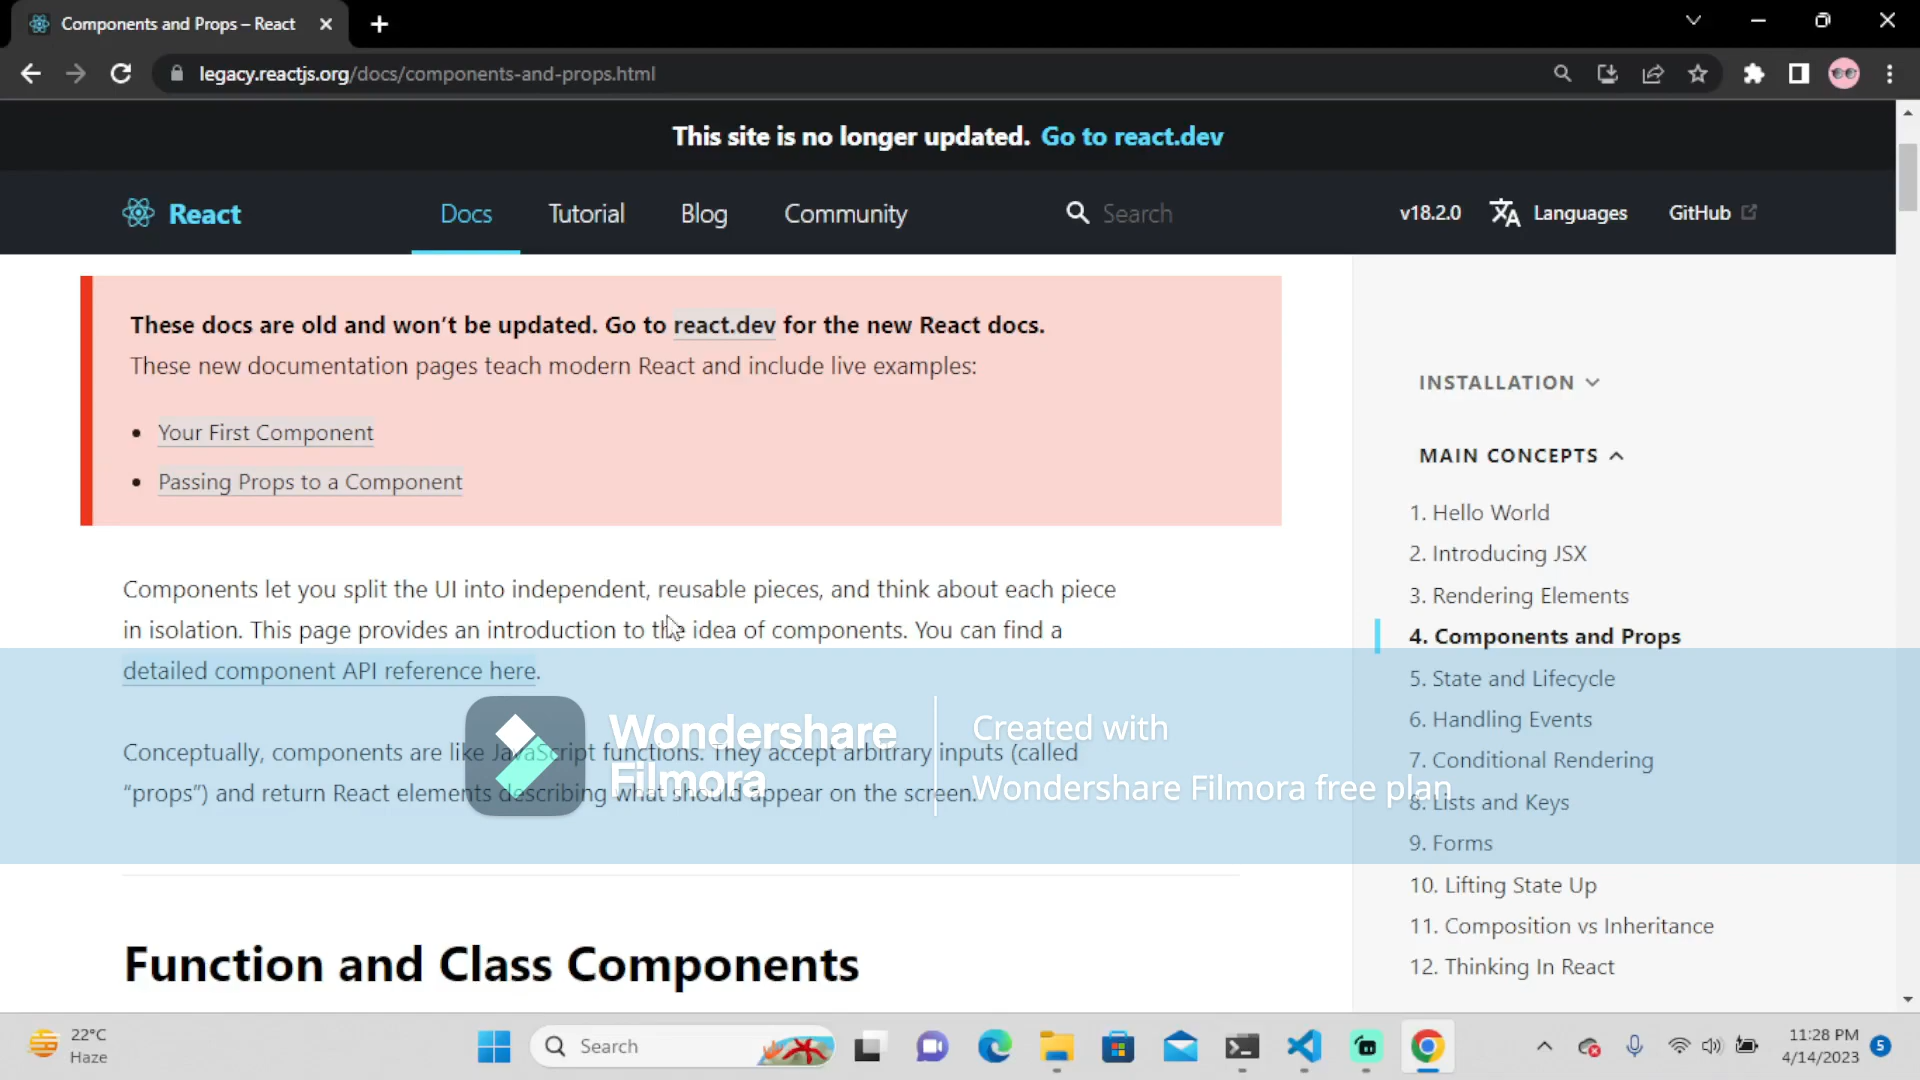 Components and Props – React
legacy.reactjs.org/docs/components-and-props.html
This site is no longer updated. Go to react.dev
React
Docs
Tutorial
Blog
Community
Search
v18.2.0
Languages
GitHub
These docs are old and won't be updated. Go to react.dev for the new React docs.
These new documentation pages teach modern React and include live examples:
Your First Component
Passing Props to a Component
Components let you split the UI into independent, reusable pieces, and think about each piece
in isolation. This page provides an introduction to the idea of components. You can find a
detailed component API reference here.
Conceptually, components are like JavaScript functions. They accept arbitrary inputs (called
“props”) and return React elements describing what should appear on the screen.
Wondershare
Filmora
Created with
Wondershare Filmora free plan
Function and Class Components
INSTALLATION
MAIN CONCEPTS
1. Hello World
2. Introducing JSX
3. Rendering Elements
4. Components and Props
5. State and Lifecycle
6. Handling Events
7. Conditional Rendering
8. Lists and Keys
9. Forms
10. Lifting State Up
11. Composition vs Inheritance
12. Thinking In React
22°C
Haze
Search
11:28 PM
4/14/2023
5